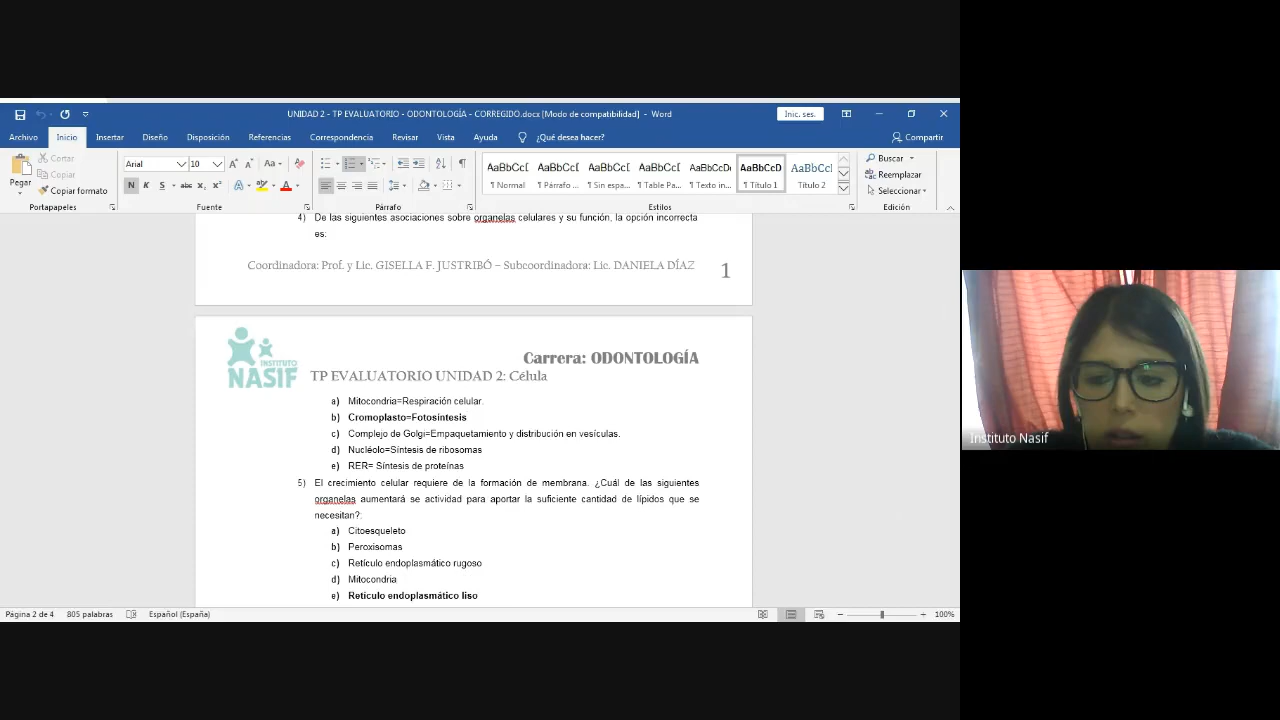 UNIDAD 2 - TP EVALUATORIO - ODONTOLOGÍA - CORREGIDO.docx [Modo de compatibilidad] - Word
Inic. ses.
Archivo Inicio Insertar Diseño Disposición Referencias Correspondencia Revisar Vista Ayuda ¿Qué desea hacer? Compartir
Pegar
Cortar
Copiar
Copiar formato
Portapapeles
Arial 10
Fuente
Párrafo
AaBbCcD AaBbCcD AaBbCcD AaBbCcD AaBbCcDc AaBbCcD AaBbCcD
¶ Normal ¶ Párrafo ... ¶ Sin espa... ¶ Table Pa... ¶ Texto in... ¶ Título 1 Título 2
Estilos
Buscar
Reemplazar
Seleccionar
Edición
4) De las siguientes asociaciones sobre organelas celulares y su función, la opción incorrecta
es:
Coordinadora: Prof. y Lic. GISELLA F. JUSTRIBÓ – Subcoordinadora: Lic. DANIELA DÍAZ 1
INSTITUTO
NASIF
Carrera: ODONTOLOGÍA
TP EVALUATORIO UNIDAD 2: Célula
a) Mitocondria=Respiración celular.
b) Cromoplasto=Fotosíntesis
c) Complejo de Golgi=Empaquetamiento y distribución en vesículas.
d) Nucléolo=Síntesis de ribosomas
e) RER= Síntesis de proteínas
5) El crecimiento celular requiere de la formación de membrana. ¿Cuál de las siguientes
organelas aumentará se actividad para aportar la suficiente cantidad de lípidos que se
necesitan?:
a) Citoesqueleto
b) Peroxisomas
c) Retículo endoplasmático rugoso
d) Mitocondria
e) Retículo endoplasmático liso
Página 2 de 4 805 palabras Español (España) 100%
Instituto Nasif